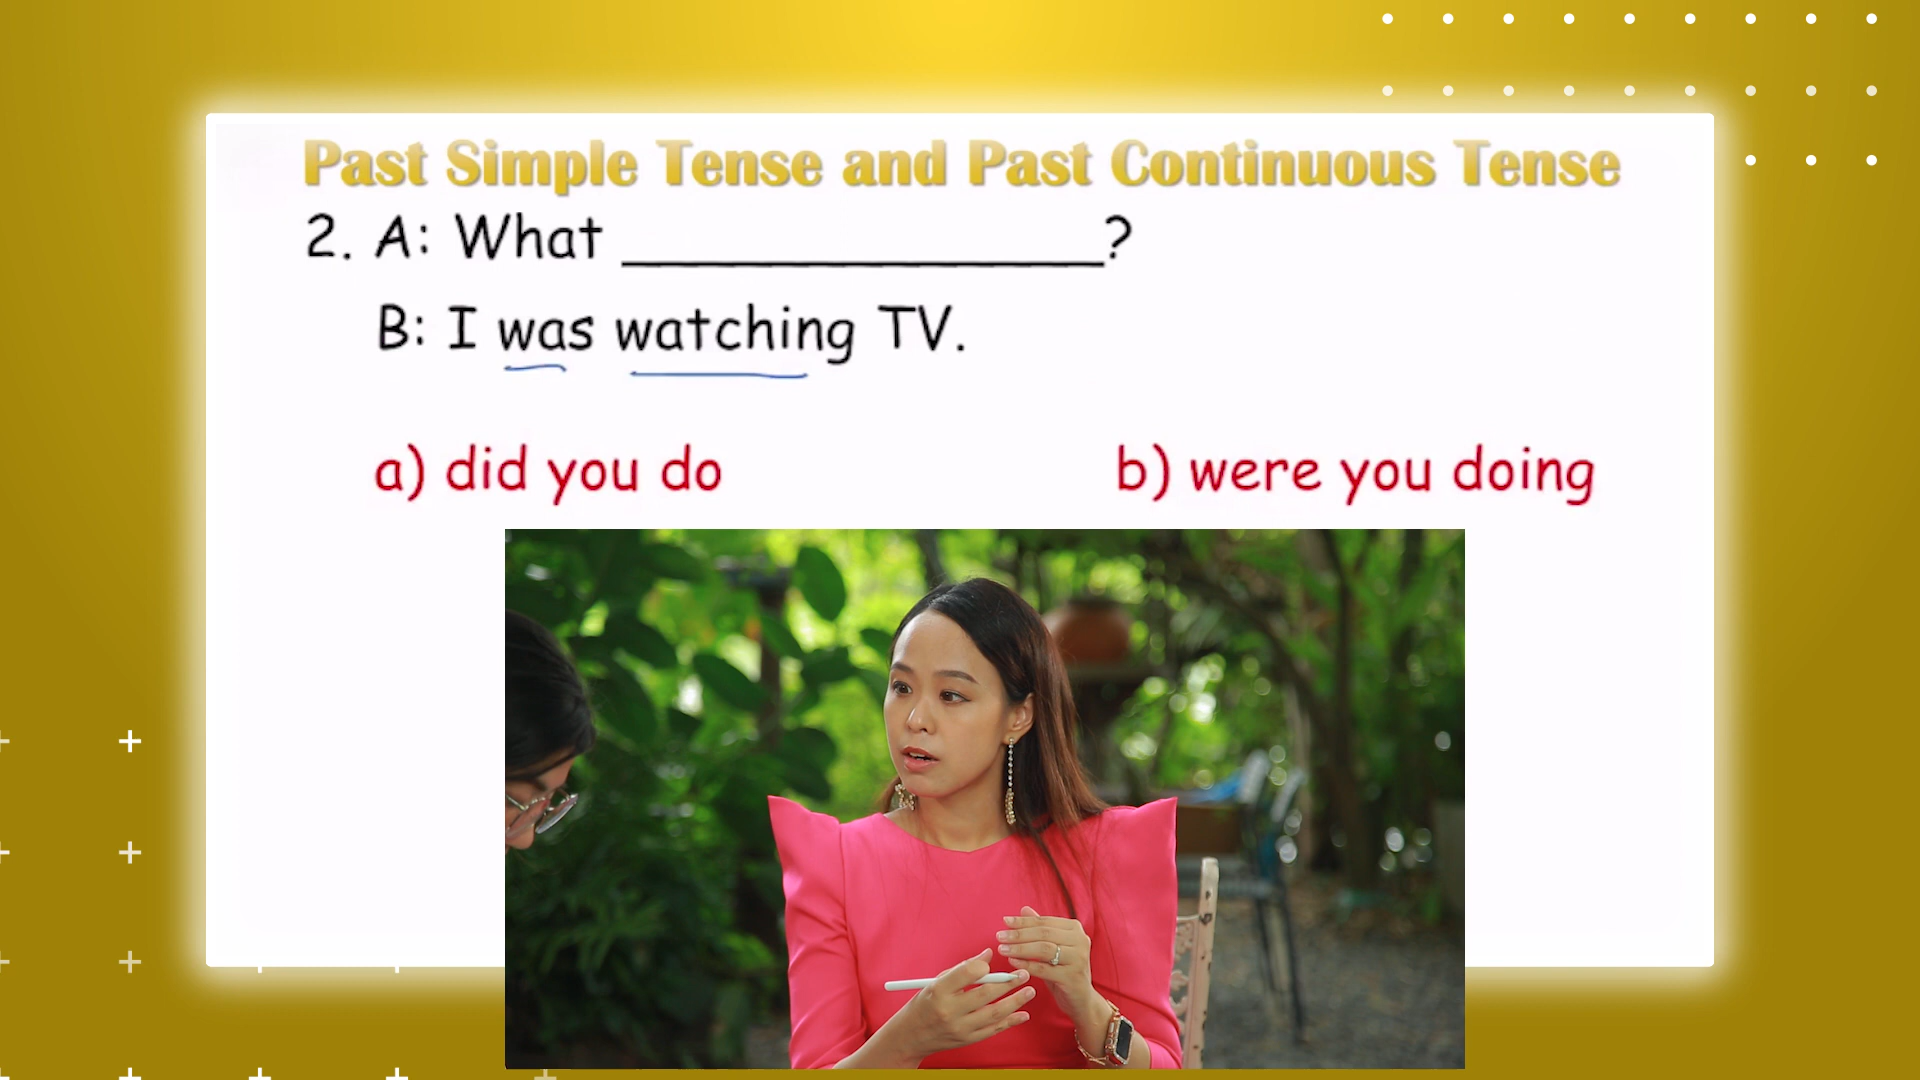 Past Simple Tense and Past Continuous Tense
2. A: What ______________?
B: I was watching TV.
a) did you do
b) were you doing